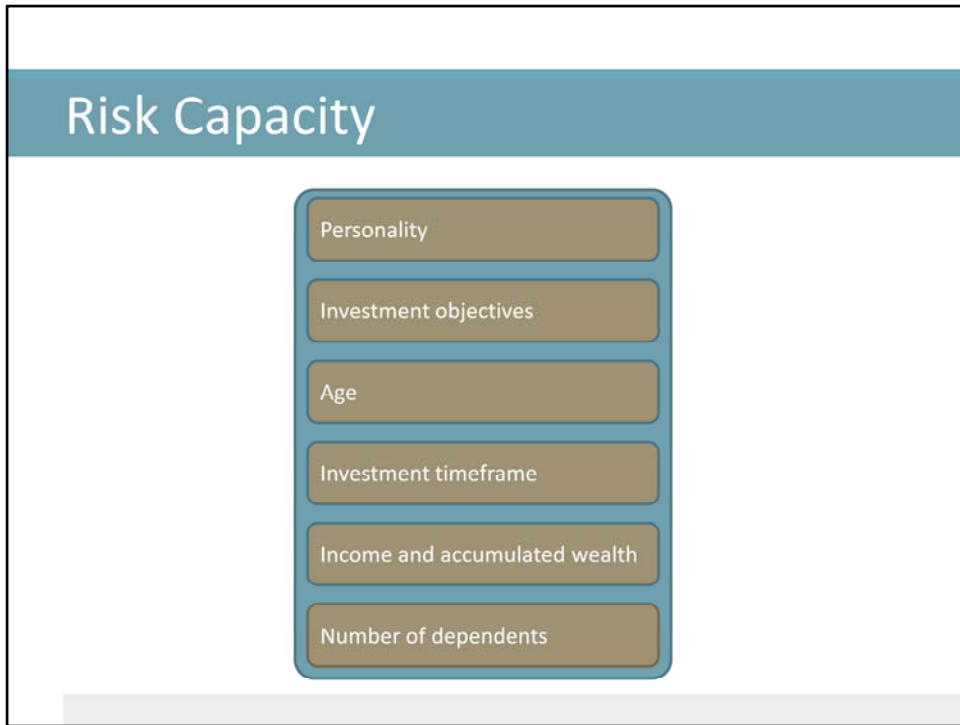 Risk Capacity
Personality
Investment objectives
Age
Investment timeframe
Income and accumulated wealth
Number of dependents